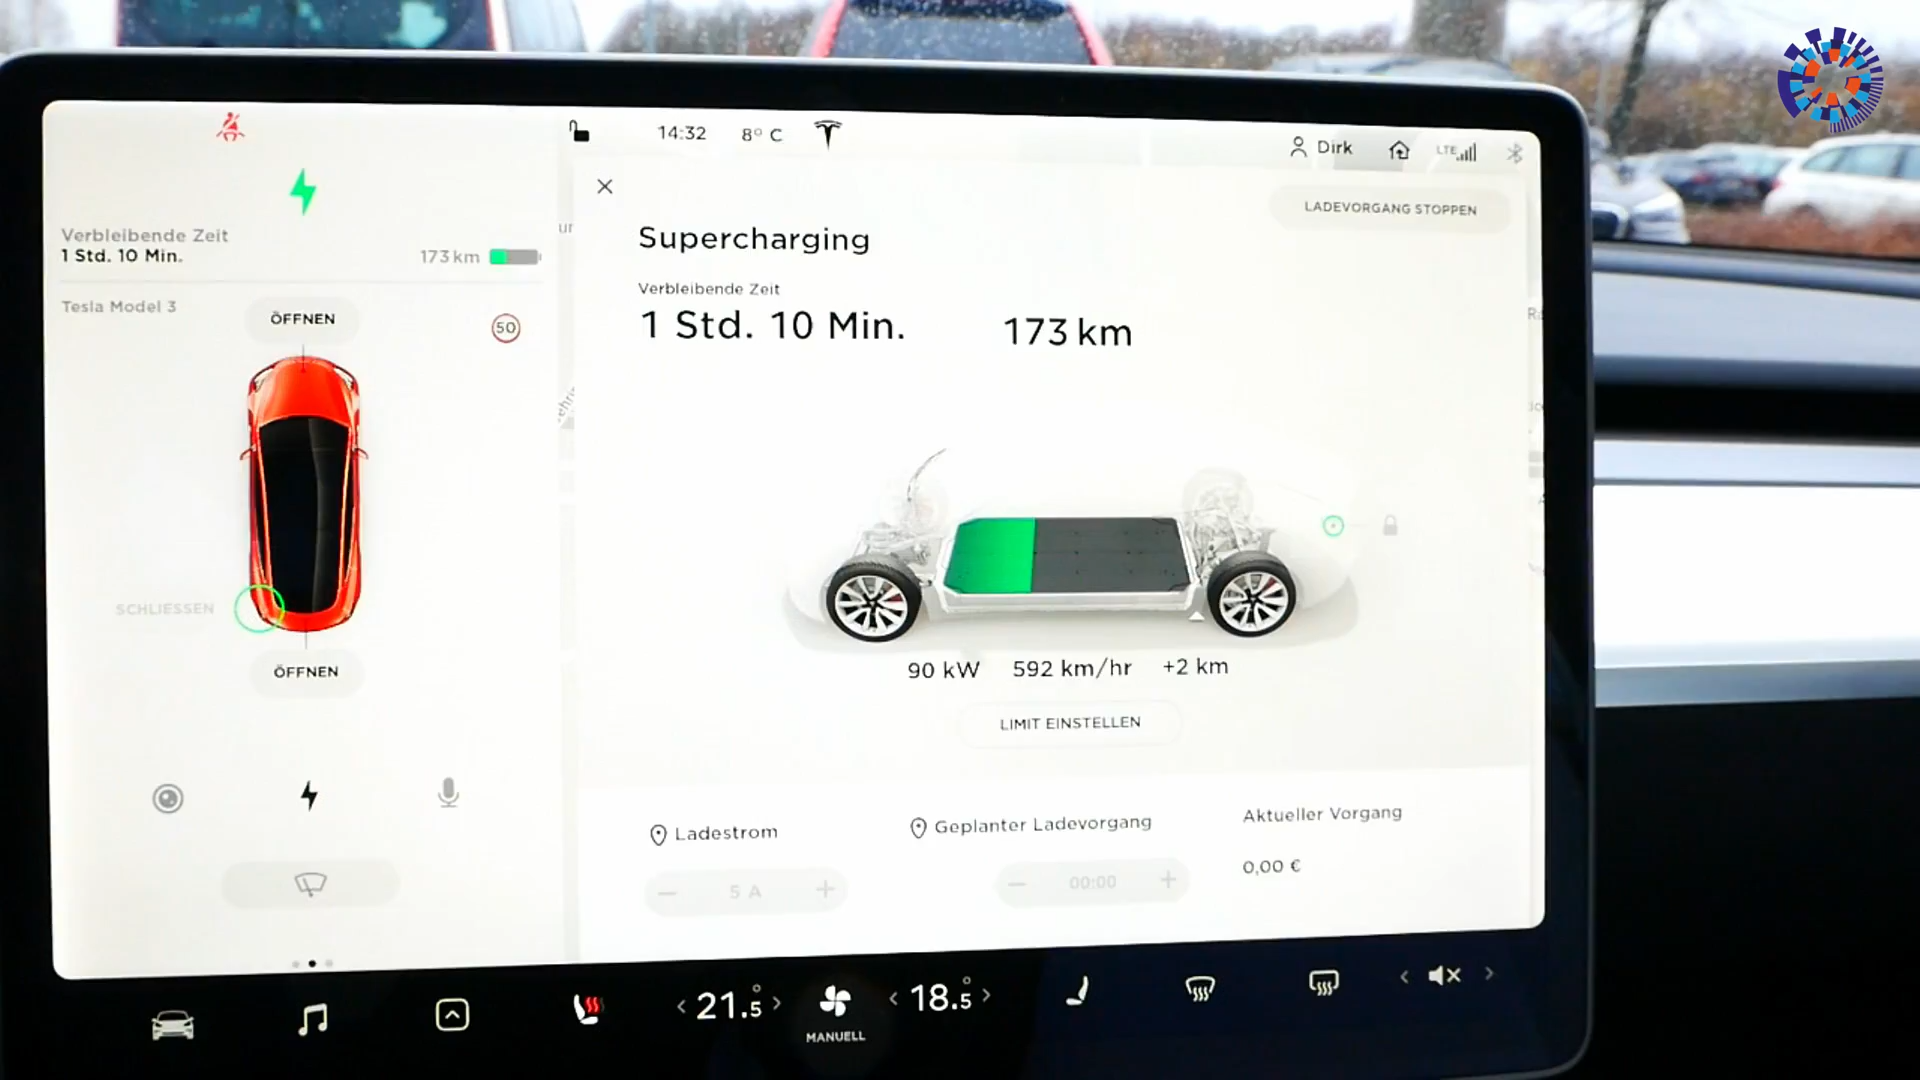 14:32 8° C
Dirk
LTE
LADEVORGANG STOPPEN
Verbleibende Zeit
1 Std. 10 Min.
173 km
Tesla Model 3
ÖFFNEN
50
SCHLIESSEN
ÖFFNEN
Supercharging
Verbleibende Zeit
1 Std. 10 Min. 173 km
90 kW 592 km/hr +2 km
LIMIT EINSTELLEN
Ladestrom
5 A
Geplanter Ladevorgang
00:00
Aktueller Vorgang
0,00 €
21.5° 18.5°
MANUELL